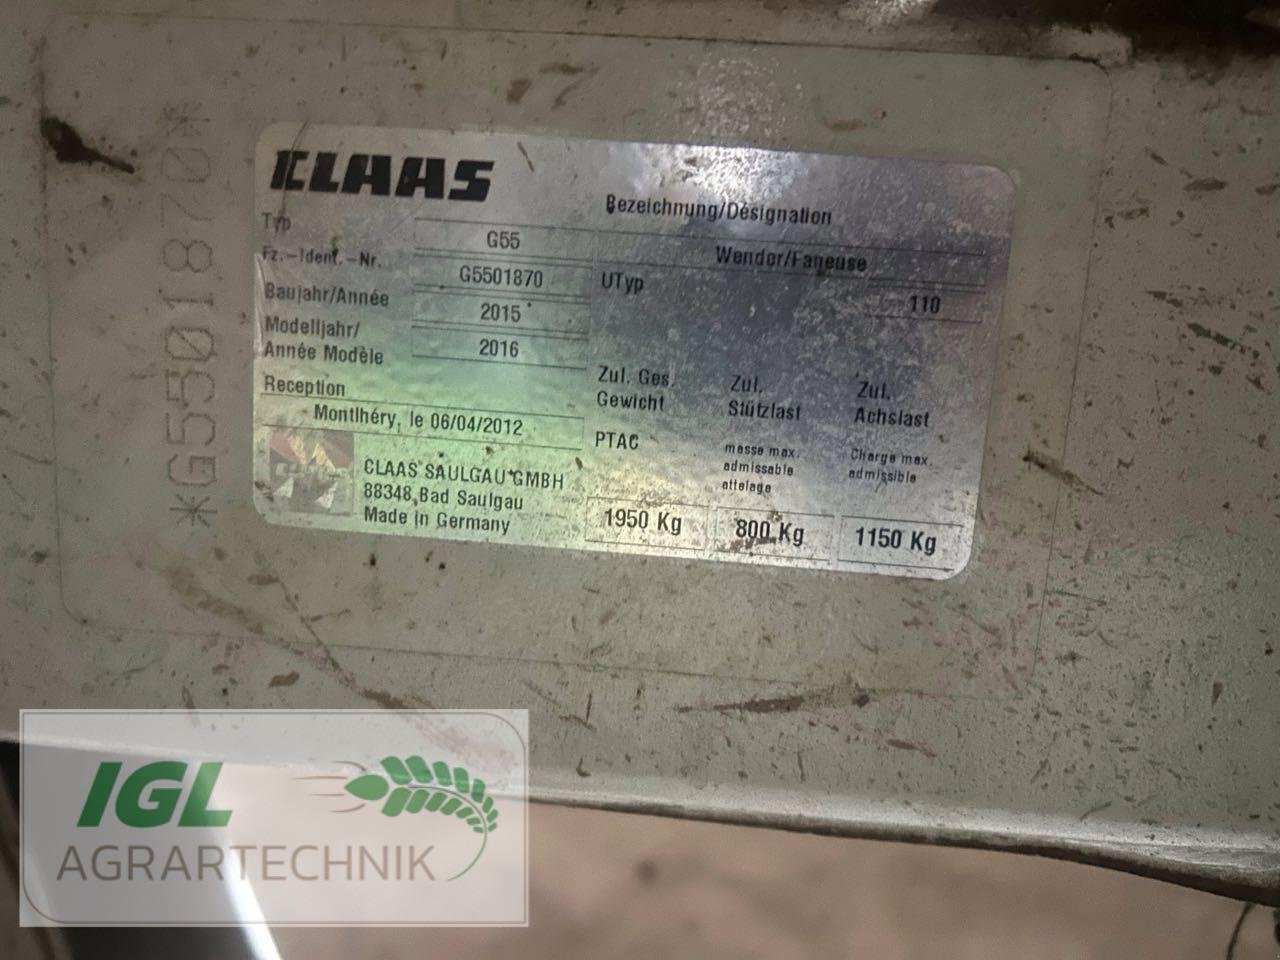 *G5501870*
CLAAS
Bezeichnung/Désignation
Typ G55 Wender/Faneuse
Fz.-Ident.-Nr. G5501870 UTyp 110
Baujahr/Année 2015
Modelljahr/
Année Modèle 2016
Reception
Montlhéry, le 06/04/2012
CLAAS SAULGAU GMBH
88348 Bad Saulgau
Made in Germany
Zul. Ges.
Gewicht
PTAC
1950 Kg
Zul.
Stützlast
masse max.
admissable
attelage
800 Kg
Zul.
Achslast
Charge max.
admissible
1150 Kg
IGL
AGRARTECHNIK